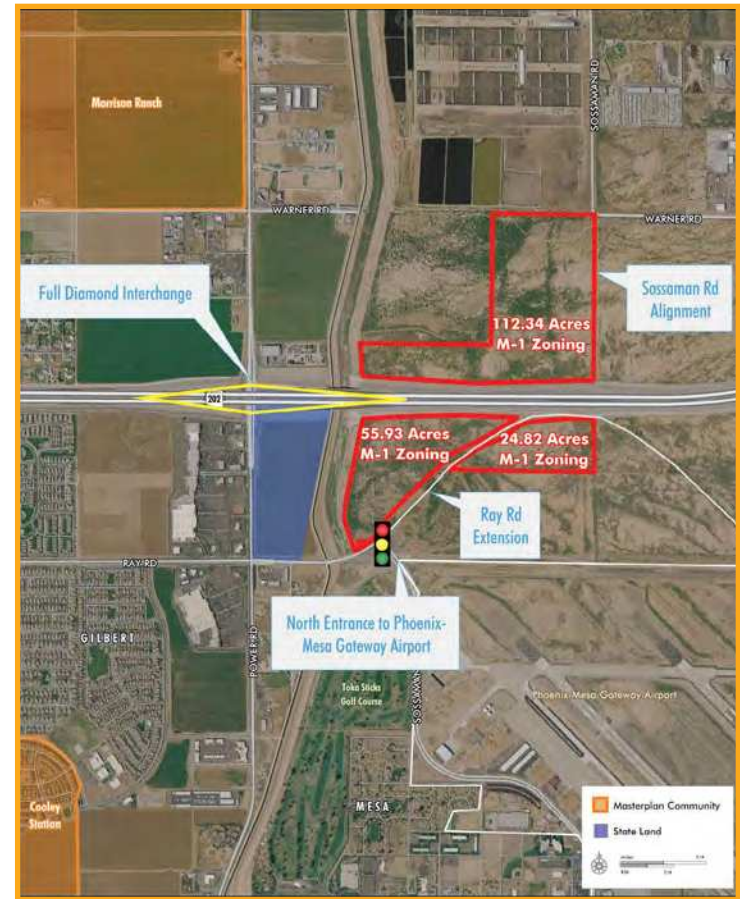 Morrison Ranch
SOSSAMAN RD
WARNER RD
WARNER RD
Full Diamond Interchange
Sossaman Rd
Alignment
112.34 Acres
M-1 Zoning
202
55.93 Acres
M-1 Zoning
24.82 Acres
M-1 Zoning
Ray Rd
Extension
RAY RD
North Entrance to Phoenix-
Mesa Gateway Airport
GILBERT
POWER RD
Toka Sticks
Golf Course
SOSSAMAN
Phoenix-Mesa Gateway Airport
Cooley
Station
MESA
Masterplan Community
State Land